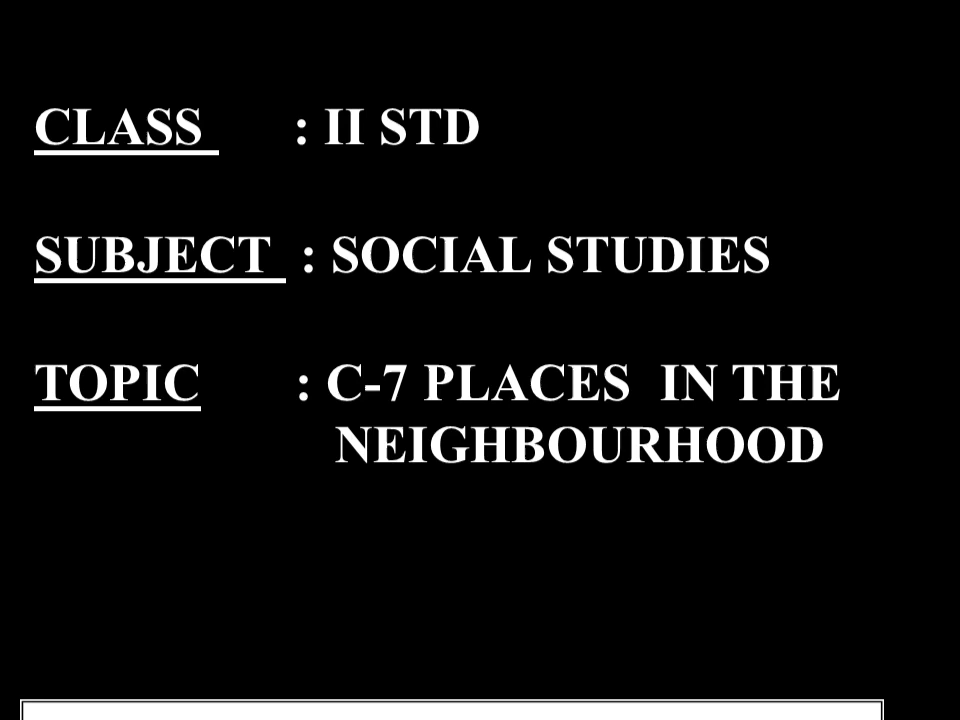 CLASS : II STD
SUBJECT : SOCIAL STUDIES
TOPIC : C-7 PLACES IN THE
NEIGHBOURHOOD